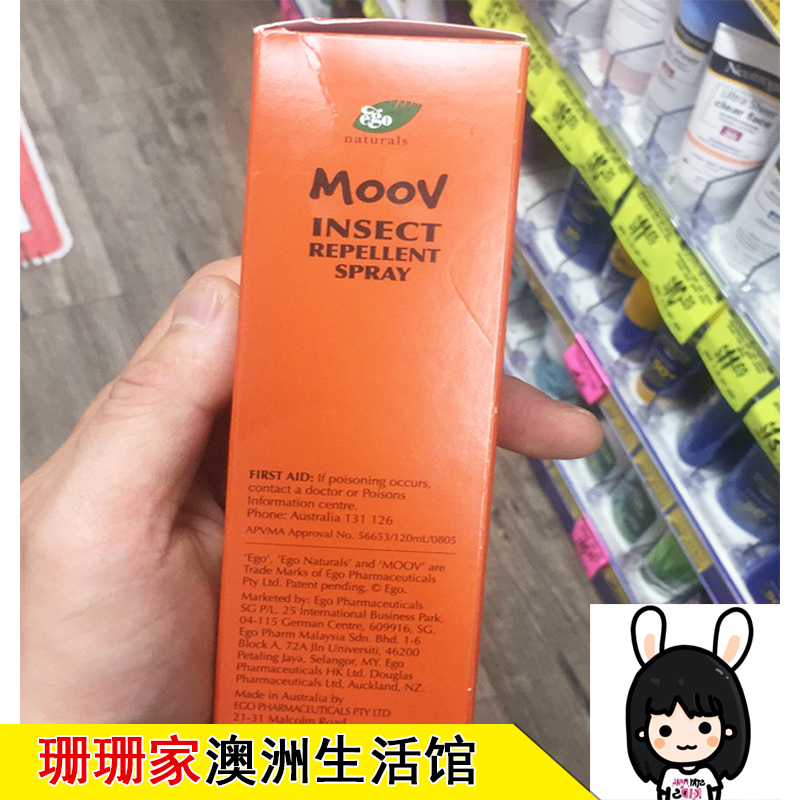 ego
naturals
MOOV
INSECT
REPELLENT
SPRAY
FIRST AID: If poisoning occurs,
contact a doctor or Poisons
Information centre.
Phone: Australia 131 126
APVMA Approval No. 56653/120mL/0805
'Ego', 'Ego Naturals' and 'MOOV' are
Trade Marks of Ego Pharmaceuticals
Pty Ltd. Patent pending. © Ego.
Marketed by: Ego Pharmaceuticals
SG P/L, 25 International Business Park,
04-115 German Centre, 609916, SG.
Ego Pharm Malaysia Sdn. Bhd. 1-6
Block A, 72A Jln Universiti, 46200
Petaling Jaya, Selangor, MY. Ego
Pharmaceuticals HK Ltd. Douglas
Pharmaceuticals Ltd, Auckland, NZ.
Made in Australia by
EGO PHARMACEUTICALS PTY LTD
21-31 Malcolm Road
Neutrog
Ultra Sheer
clear face
珊珊家澳洲生活馆